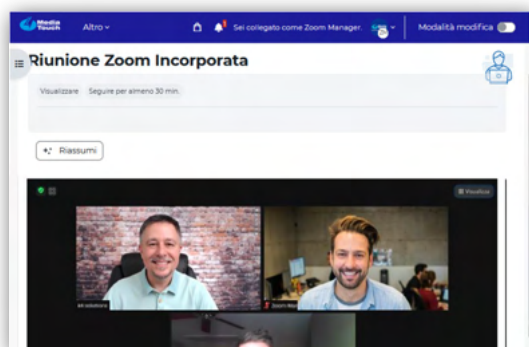 Media Touch
Altro
Sei collegato come Zoom Manager.
Modalità modifica
Riunione Zoom Incorporata
Visualizzare
Seguire per almeno 30 min.
Riassumi
Visualizza